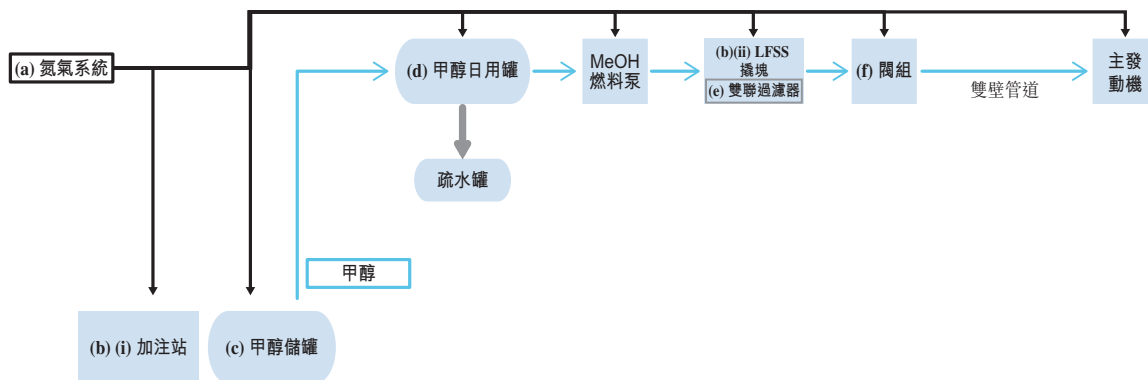 (a) 氮氣系統
(d) 甲醇日用罐
MeOH
燃料泵
(b)(ii) LFSS
撬塊
(e) 雙聯過濾器
(f) 閥組
雙壁管道
主發
動機
疏水罐
甲醇
(b) (i) 加注站
(c) 甲醇儲罐